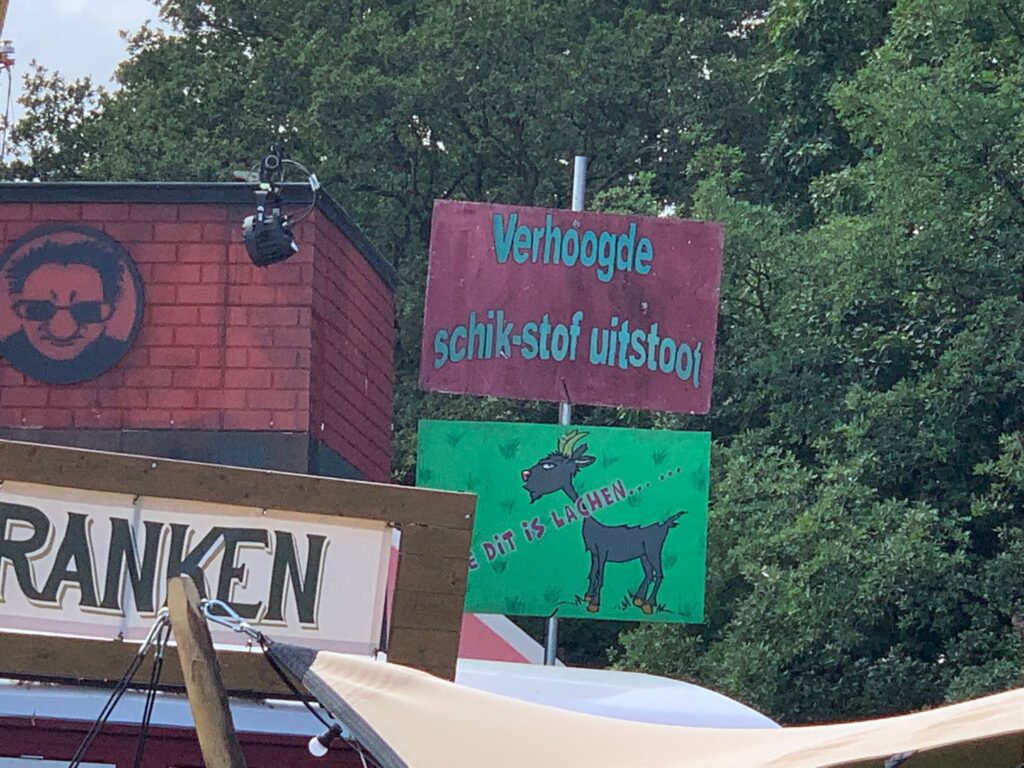 Verhoogde
schik-stof uitstoot
DIT IS LACHEN... ...
RANKEN